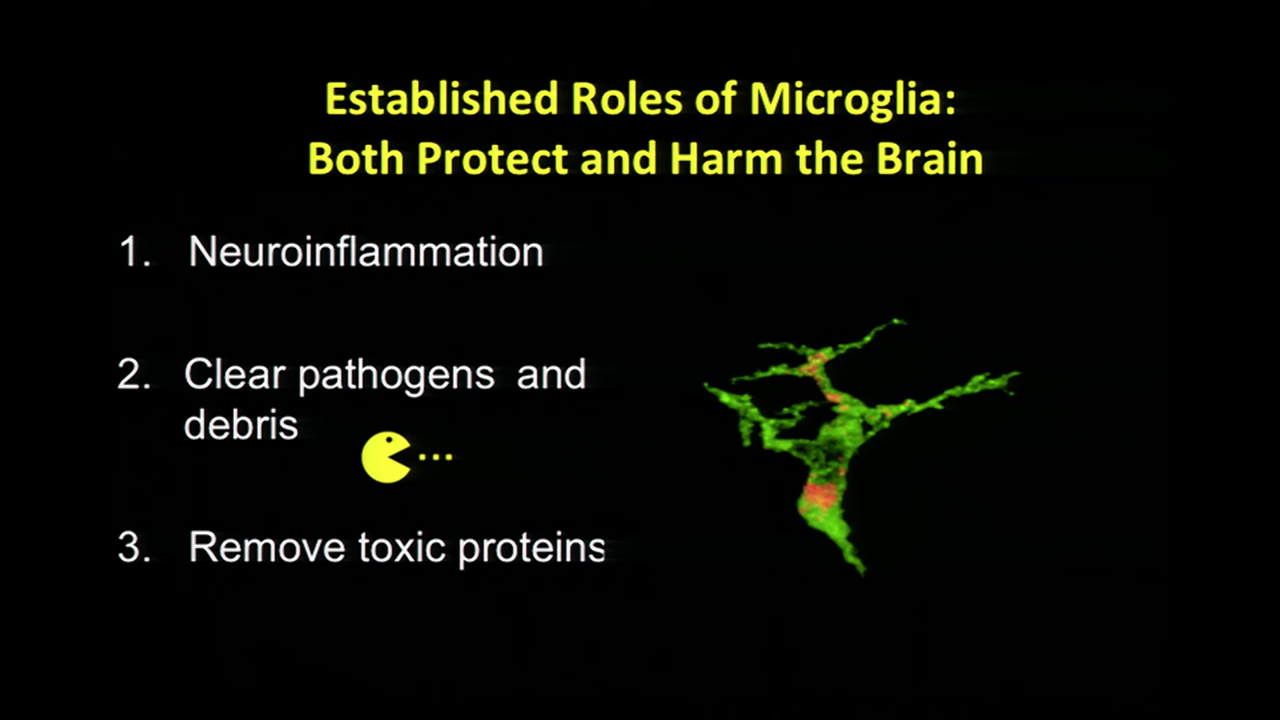 Established Roles of Microglia:
Both Protect and Harm the Brain
1. Neuroinflammation
2. Clear pathogens and
debris
3. Remove toxic proteins